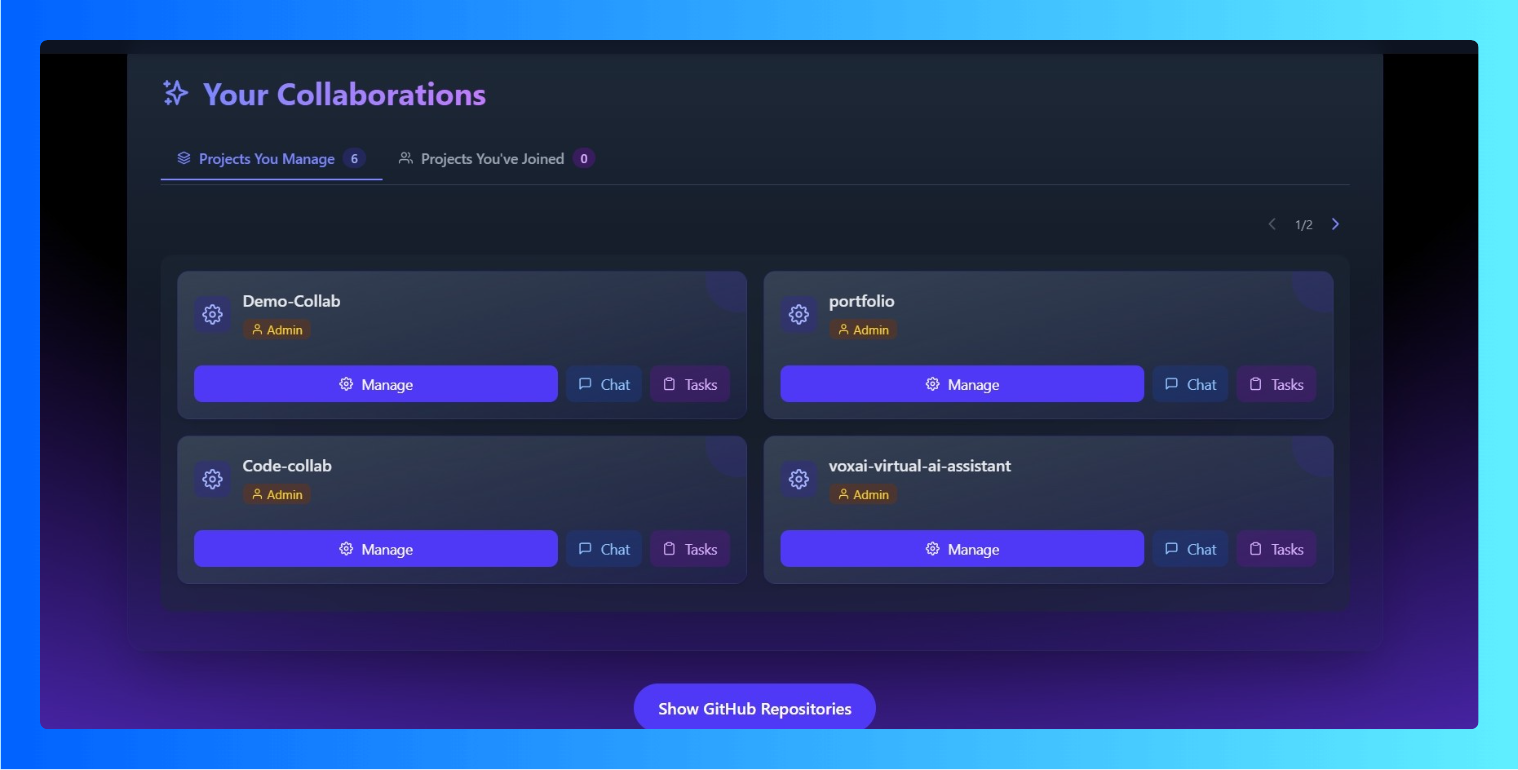 Your Collaborations
Projects You Manage 6 Projects You've Joined 0
1/2
Demo-Collab
Admin
Manage Chat Tasks
portfolio
Admin
Manage Chat Tasks
Code-collab
Admin
Manage Chat Tasks
voxai-virtual-ai-assistant
Admin
Manage Chat Tasks
Show GitHub Repositories